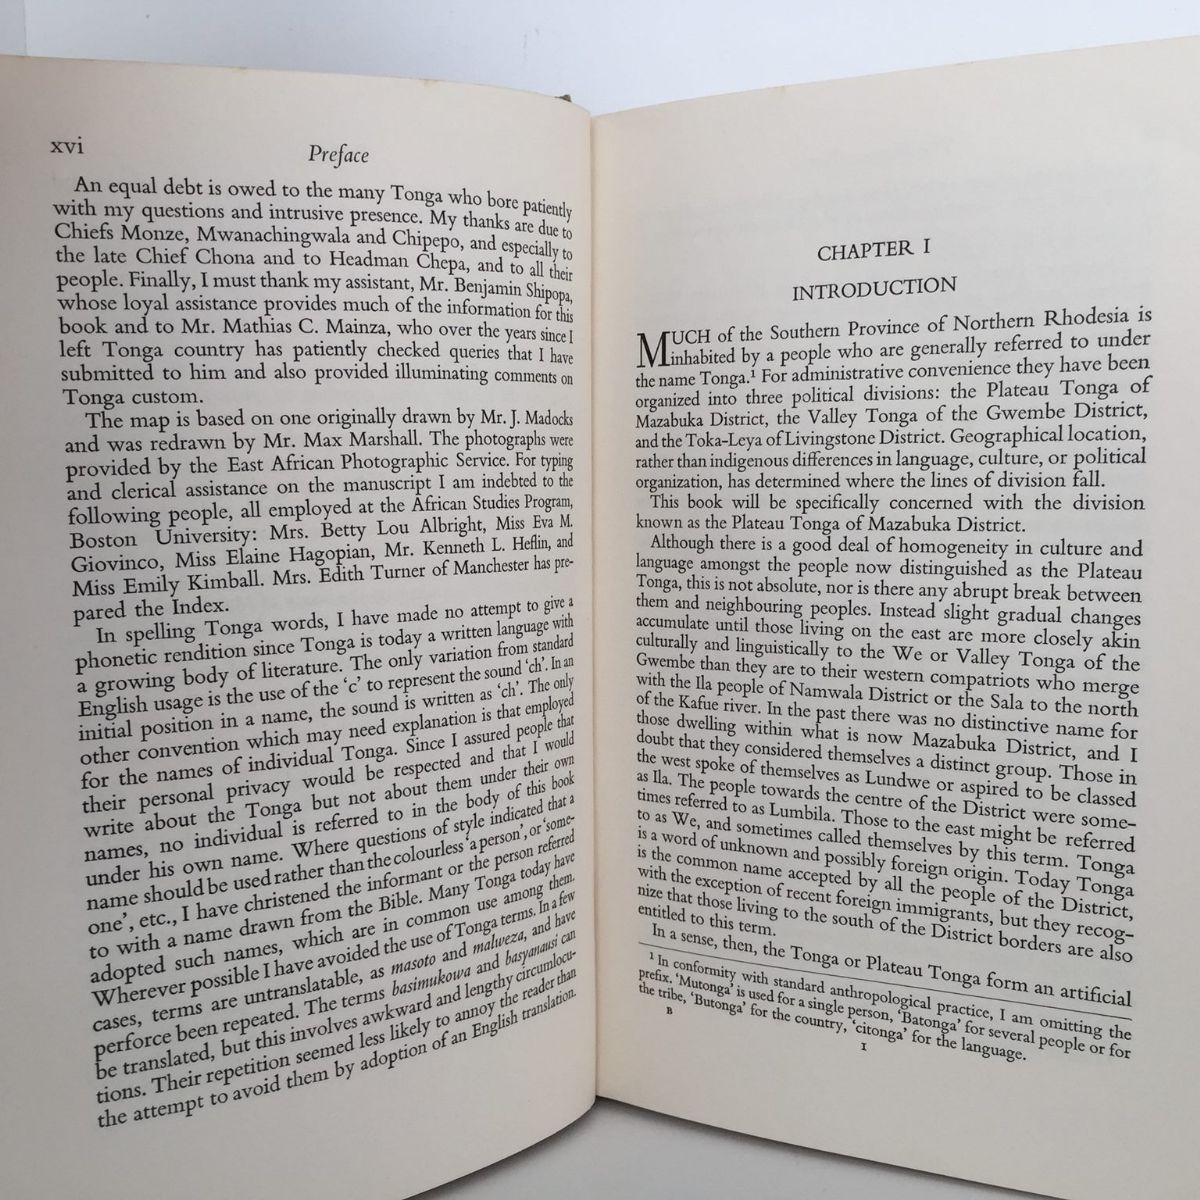 xvi
Preface
An equal debt is owed to the many Tonga who bore patiently
with my questions and intrusive presence. My thanks are due to
Chiefs Monze, Mwanachingwala and Chipepo, and especially to
the late Chief Chona and to Headman Chepa, and to all their
people. Finally, I must thank my assistant, Mr. Benjamin Shipopa,
whose loyal assistance provides much of the information for this
book and to Mr. Mathias C. Mainza, who over the years since I
left Tonga country has patiently checked queries that I have
submitted to him and also provided illuminating comments on
Tonga custom.
The map is based on one originally drawn by Mr. J. Madocks
and was redrawn by Mr. Max Marshall. The photographs were
provided by the East African Photographic Service. For typing
and clerical assistance on the manuscript I am indebted to the
following people, all employed at the African Studies Program,
Boston University: Mrs. Betty Lou Albright, Miss Eva M.
Giovinco, Miss Elaine Hagopian, Mr. Kenneth L. Heflin, and
Miss Emily Kimball. Mrs. Edith Turner of Manchester has pre-
pared the Index.
In spelling Tonga words, I have made no attempt to give a
phonetic rendition since Tonga is today a written language with
a growing body of literature. The only variation from standard
English usage is the use of the 'c' to represent the sound 'ch'. In an
initial position in a name, the sound is written as 'ch'. The only
other convention which may need explanation is that employed
for the names of individual Tonga. Since I assured people that
their personal privacy would be respected and that I would
write about the Tonga but not about them under their own
names, no individual is referred to in the body of this book
under his own name. Where questions of style indicated that a
name should be used rather than the colourless 'a person', or 'some-
one', etc., I have christened the informant or the person referred
to with a name drawn from the Bible. Many Tonga today have
adopted such names, which are in common use among them.
Wherever possible I have avoided the use of Tonga terms. In a few
cases, terms are untranslatable, as masoto and malweza, and have
perforce been repeated. The terms basimukowa and basyanausi can
be translated, but this involves awkward and lengthy circumlocu-
tions. Their repetition seemed less likely to annoy the reader than
the attempt to avoid them by adoption of an English translation.
CHAPTER I
INTRODUCTION
MUCH of the Southern Province of Northern Rhodesia is
inhabited by a people who are generally referred to under
the name Tonga.¹ For administrative convenience they have been
organized into three political divisions: the Plateau Tonga of
Mazabuka District, the Valley Tonga of the Gwembe District,
and the Toka-Leya of Livingstone District. Geographical location,
rather than indigenous differences in language, culture, or political
organization, has determined where the lines of division fall.
This book will be specifically concerned with the division
known as the Plateau Tonga of Mazabuka District.
Although there is a good deal of homogeneity in culture and
language amongst the people now distinguished as the Plateau
Tonga, this is not absolute, nor is there any abrupt break between
them and neighbouring peoples. Instead slight gradual changes
accumulate until those living on the east are more closely akin
culturally and linguistically to the We or Valley Tonga of the
Gwembe than they are to their western compatriots who merge
with the Ila people of Namwala District or the Sala to the north
of the Kafue river. In the past there was no distinctive name for
those dwelling within what is now Mazabuka District, and I
doubt that they considered themselves a distinct group. Those in
the west spoke of themselves as Lundwe or aspired to be classed
as Ila. The people towards the centre of the District were some-
times referred to as Lumbila. Those to the east might be referred
to as We, and sometimes called themselves by this term. Tonga
is a word of unknown and possibly foreign origin. Today Tonga
is the common name accepted by all the people of the District,
with the exception of recent foreign immigrants, but they recog-
nize that those living to the south of the District borders are also
entitled to this term.
In a sense, then, the Tonga or Plateau Tonga form an artificial
¹ In conformity with standard anthropological practice, I am omitting the
prefix. 'Mutonga' is used for a single person, 'Batonga' for several people or for
the tribe, 'Butonga' for the country, 'citonga' for the language.
B
I